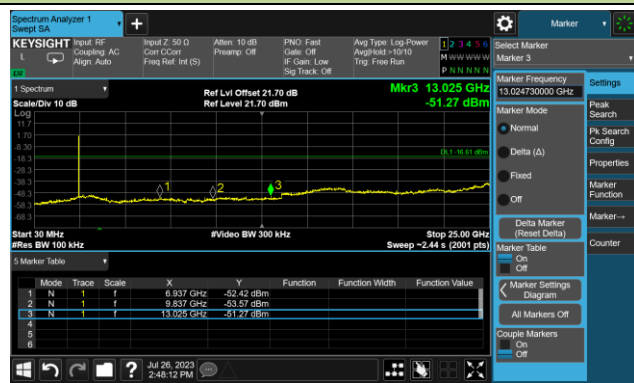 Spectrum Analyzer 1
Swept SA
Marker
KEYSIGHT
L
Input: RF
Coupling: AC
Align: Auto
Input Z: 50 Ω
Corr CCorr
Freq Ref: Int (S)
Atten: 10 dB
Preamp: Off
PNO: Fast
Gate: Off
IF Gain: Low
Sig Track: Off
Avg Type: Log-Power
Avg|Hold:>10/10
Trig: Free Run
1 2 3 4 5 6
M W W W W W
P N N N N N
Select Marker
Marker 3
1 Spectrum
Scale/Div 10 dB
Log
Ref Lvl Offset 21.70 dB
Ref Level 21.70 dBm
Mkr3 13.025 GHz
-51.27 dBm
11.7
1.70
-8.30
-18.3
-28.3
-38.3
-48.3
-58.3
-68.3
DL1 -16.61 dBm
1
2
3
Start 30 MHz
#Res BW 100 kHz
#Video BW 300 kHz
Stop 25.00 GHz
Sweep ~2.44 s (2001 pts)
5 Marker Table
Mode Trace Scale X Y Function Function Width Function Value
1 N 1 f 6.937 GHz -52.42 dBm
2 N 1 f 9.837 GHz -53.57 dBm
3 N 1 f 13.025 GHz -51.27 dBm
4
5
6
Marker Frequency
13.024730000 GHz
Marker Mode
Normal
Delta (Δ)
Fixed
Off
Delta Marker
(Reset Delta)
Marker Table
On
Off
Marker Settings
Diagram
All Markers Off
Couple Markers
On
Off
Settings
Peak
Search
Pk Search
Config
Properties
Marker
Function
Marker→
Counter
?
Jul 26, 2023
2:48:12 PM